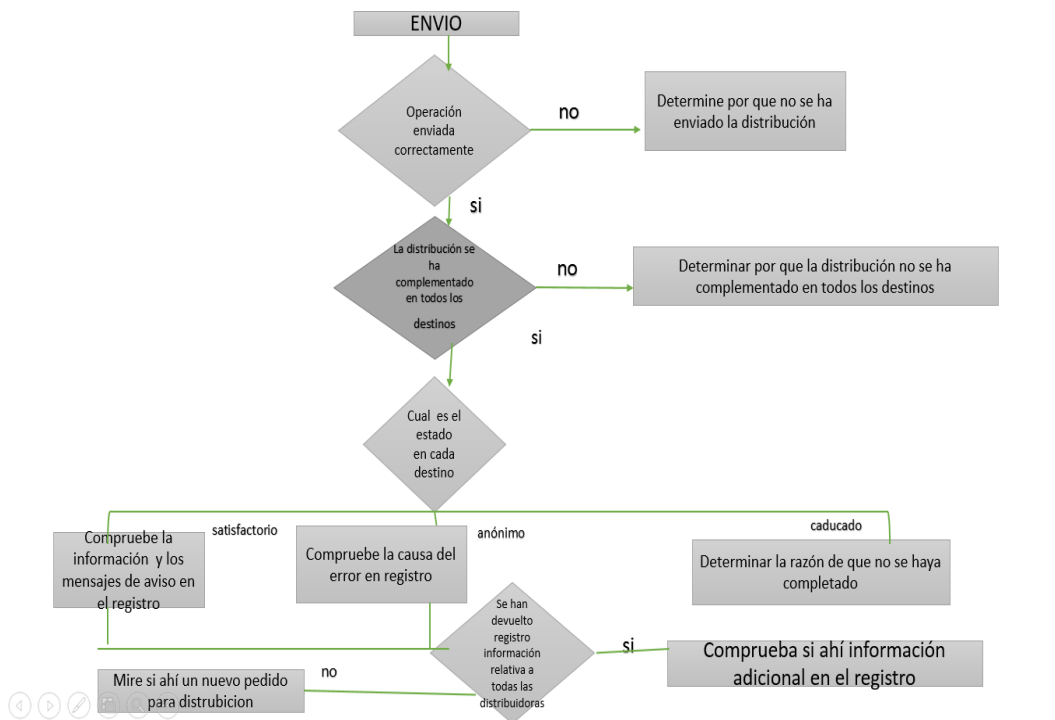 ENVIO
Operación
enviada
correctamente
no
Determine por que no se ha
enviado la distribución
si
La distribución se
ha
complementado
en todos los
destinos
no
Determinar por que la distribución no se ha
complementado en todos los destinos
si
Cual es el
estado
en cada
destino
satisfactorio
anónimo
caducado
Compruebe la
información y los
mensajes de aviso en
el registro
Compruebe la causa del
error en registro
Determinar la razón de que no se haya
completado
Se han
devuelto
registro
información
relativa a
todas las
distribuidoras
si
Comprueba si ahí información
adicional en el registro
no
Mire si ahí un nuevo pedido
para distrubicion